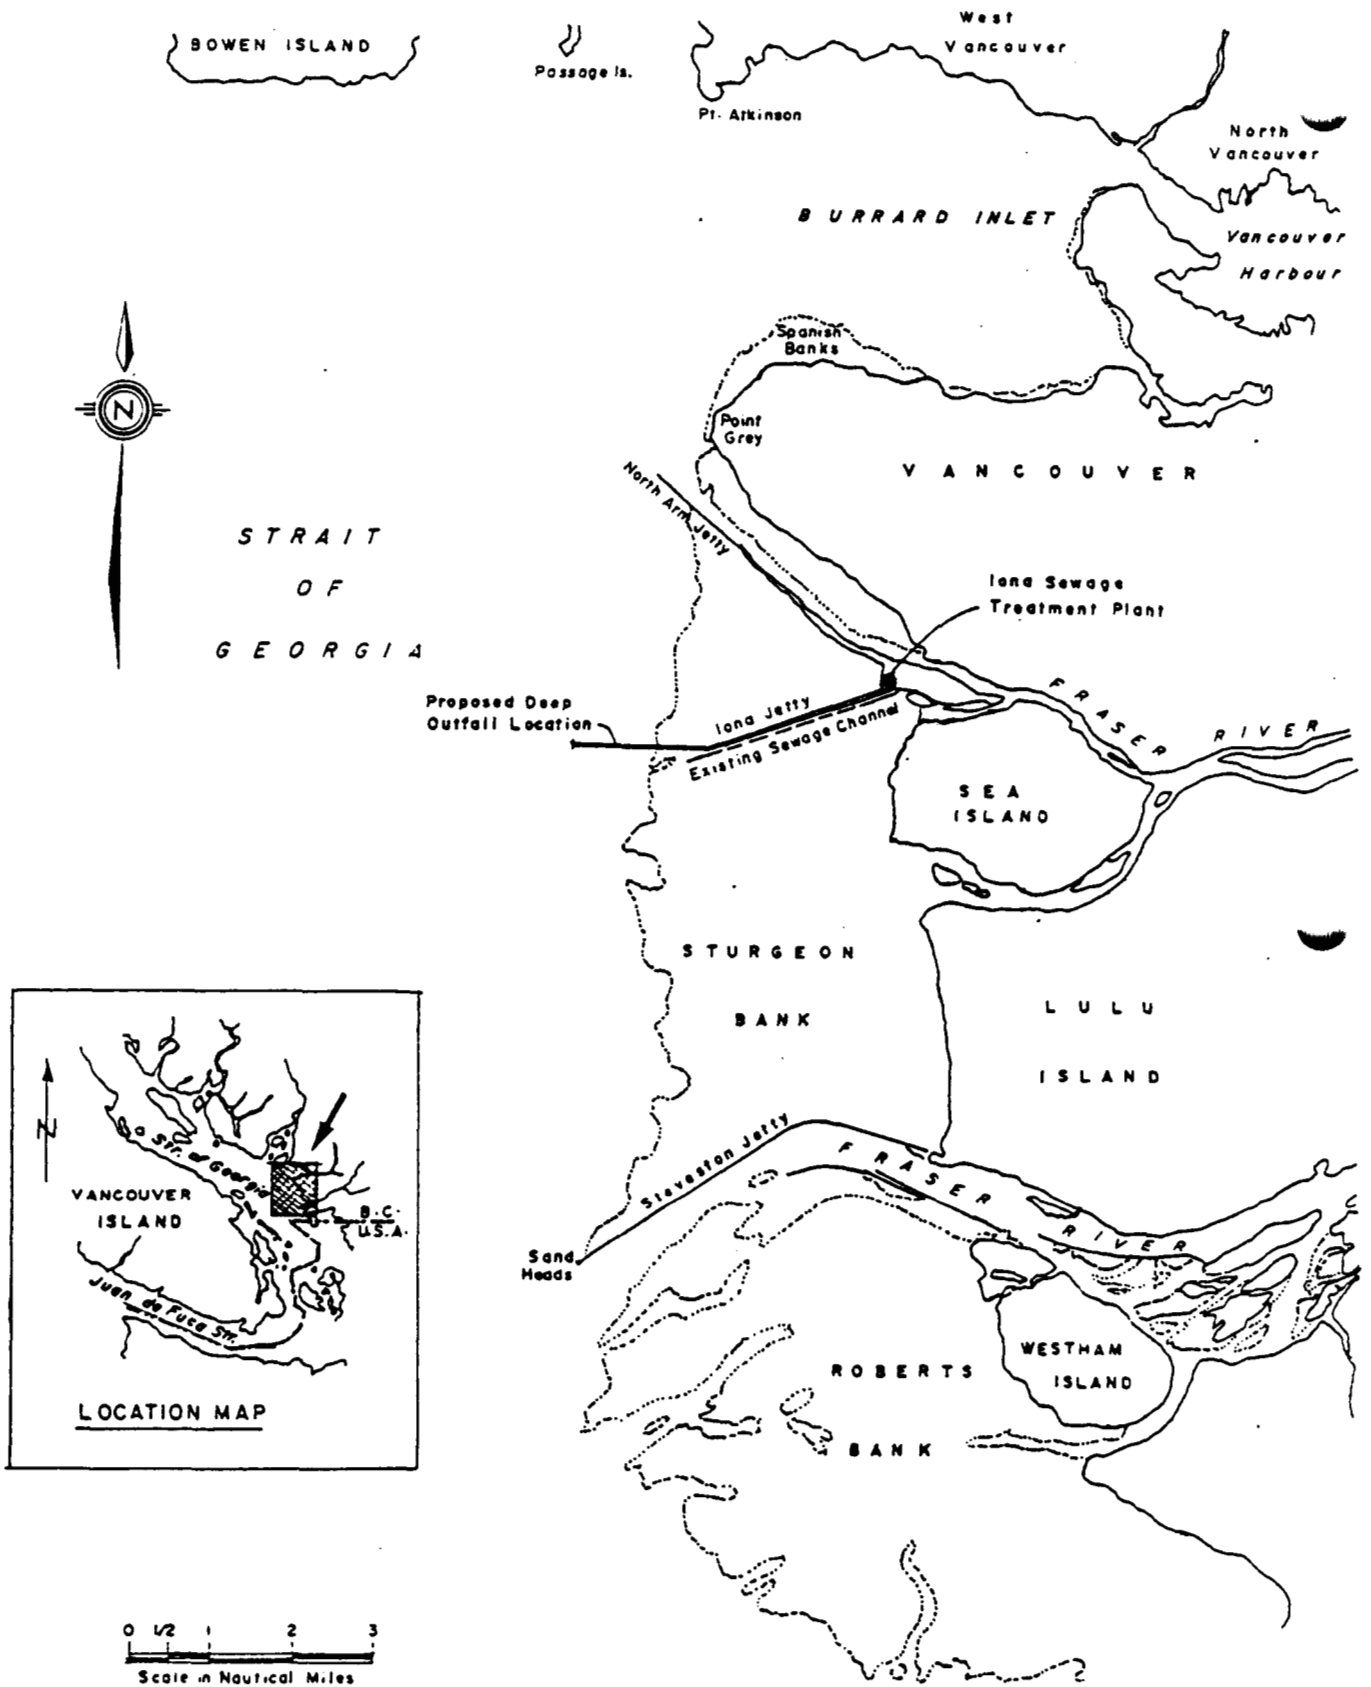 BOWEN ISLAND
Passage Is.
West
Vancouver
Pt. Atkinson
North
Vancouver
BURRARD INLET
Vancouver
Harbour
Spanish
Banks
Point
Grey
N
VANCOUVER
North Arm Jetty
STRAIT
OF
GEORGIA
Iona Sewage
Treatment Plant
FRASER RIVER
Proposed Deep
Outfall Location
Iona Jetty
Existing Sewage Channel
SEA
ISLAND
STURGEON
BANK
LULU
ISLAND
Steveston Jetty
FRASER RIVER
Sand
Heads
WESTHAM
ISLAND
ROBERTS
BANK
N
Str. of Georgia
VANCOUVER
ISLAND
B.C.
U.S.A.
Juan de Fuca Str.
LOCATION MAP
0 1/2 1 2 3
Scale in Nautical Miles